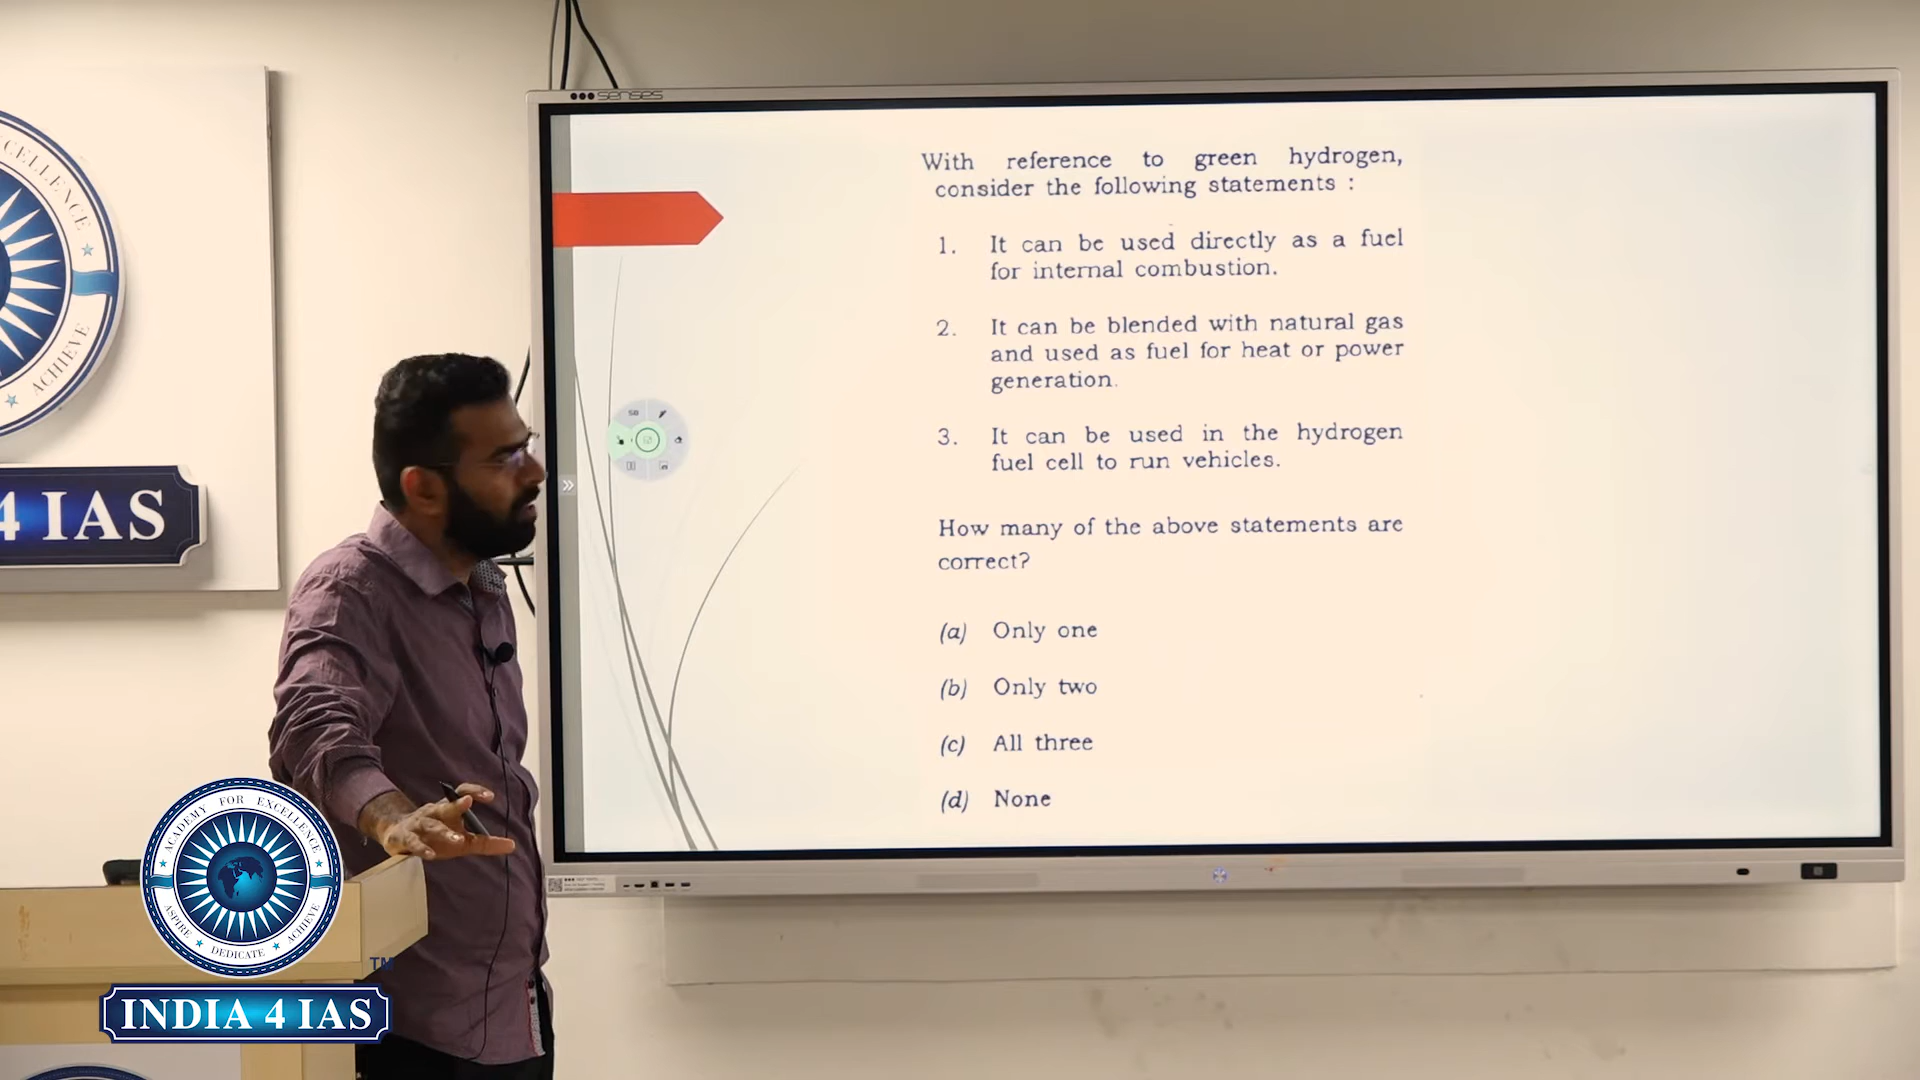 senses
With reference to green hydrogen,
consider the following statements :
1. It can be used directly as a fuel
for internal combustion.
2. It can be blended with natural gas
and used as fuel for heat or power
generation.
3. It can be used in the hydrogen
fuel cell to run vehicles.
How many of the above statements are
correct?
(a) Only one
(b) Only two
(c) All three
(d) None
SB
»
ACHIEVE
4 IAS
ACADEMY FOR EXCELLENCE
ASPIRE DEDICATE ACHIEVE
TM
INDIA 4 IAS